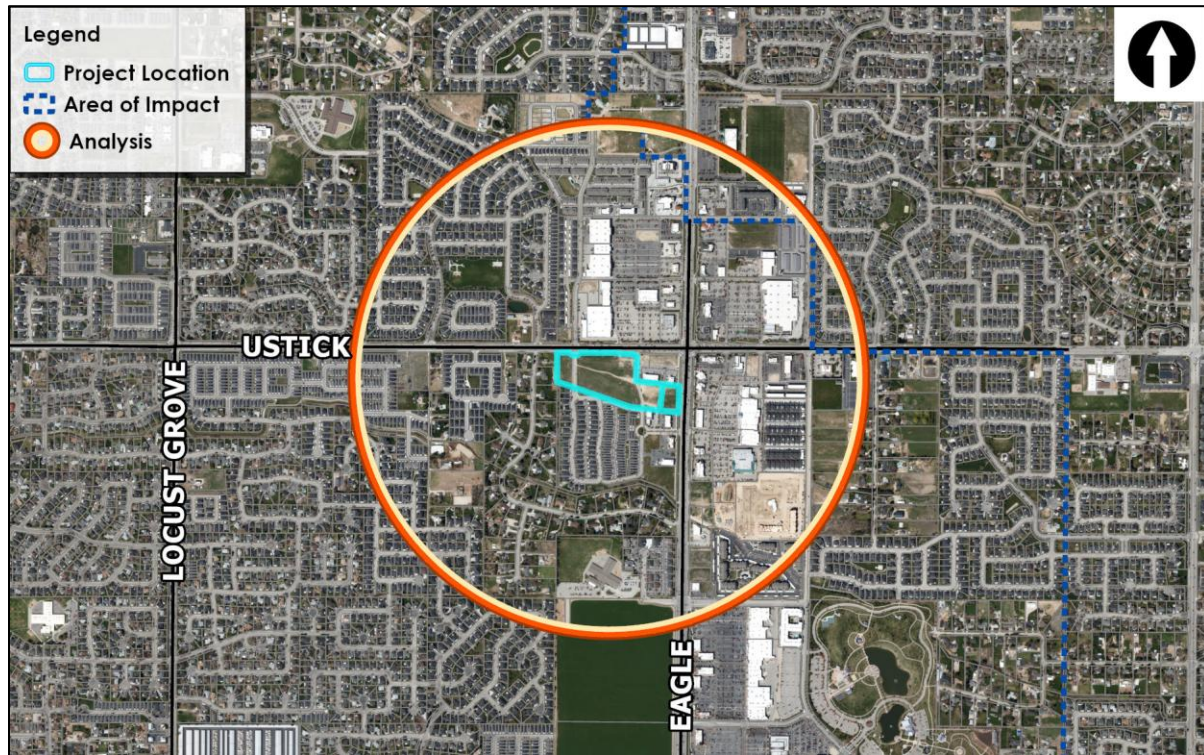 Legend
Project Location
Area of Impact
Analysis
USTICK
LOCUST GROVE
EAGLE